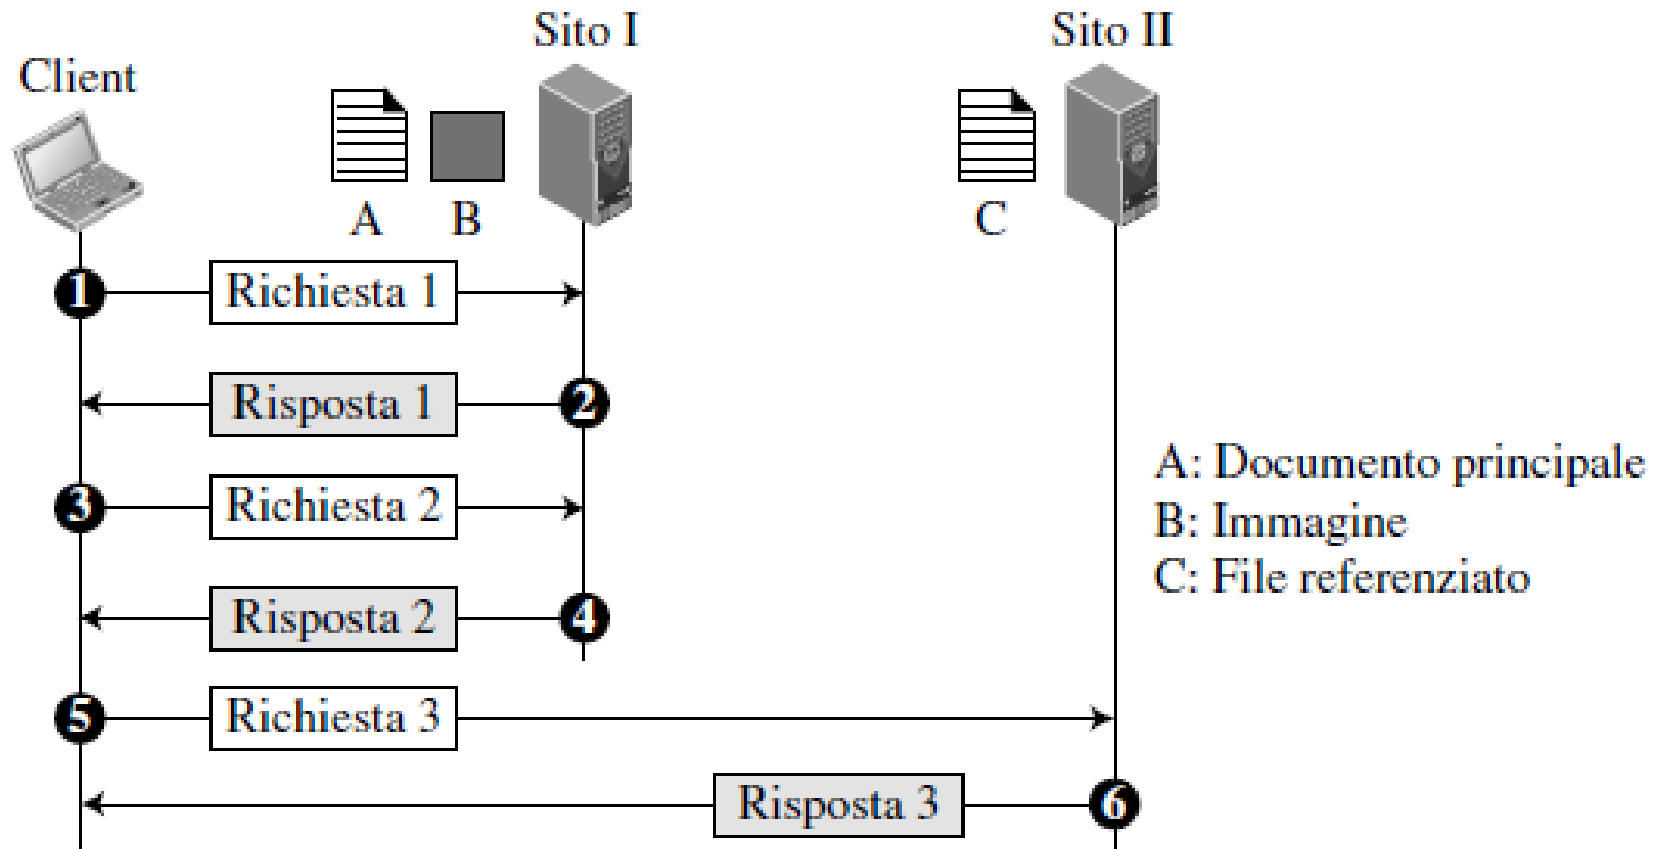 Sito I
Sito II
Client
A
B
C
1
Richiesta 1
Risposta 1
2
3
Richiesta 2
Risposta 2
4
5
Richiesta 3
Risposta 3
6
A: Documento principale
B: Immagine
C: File referenziato